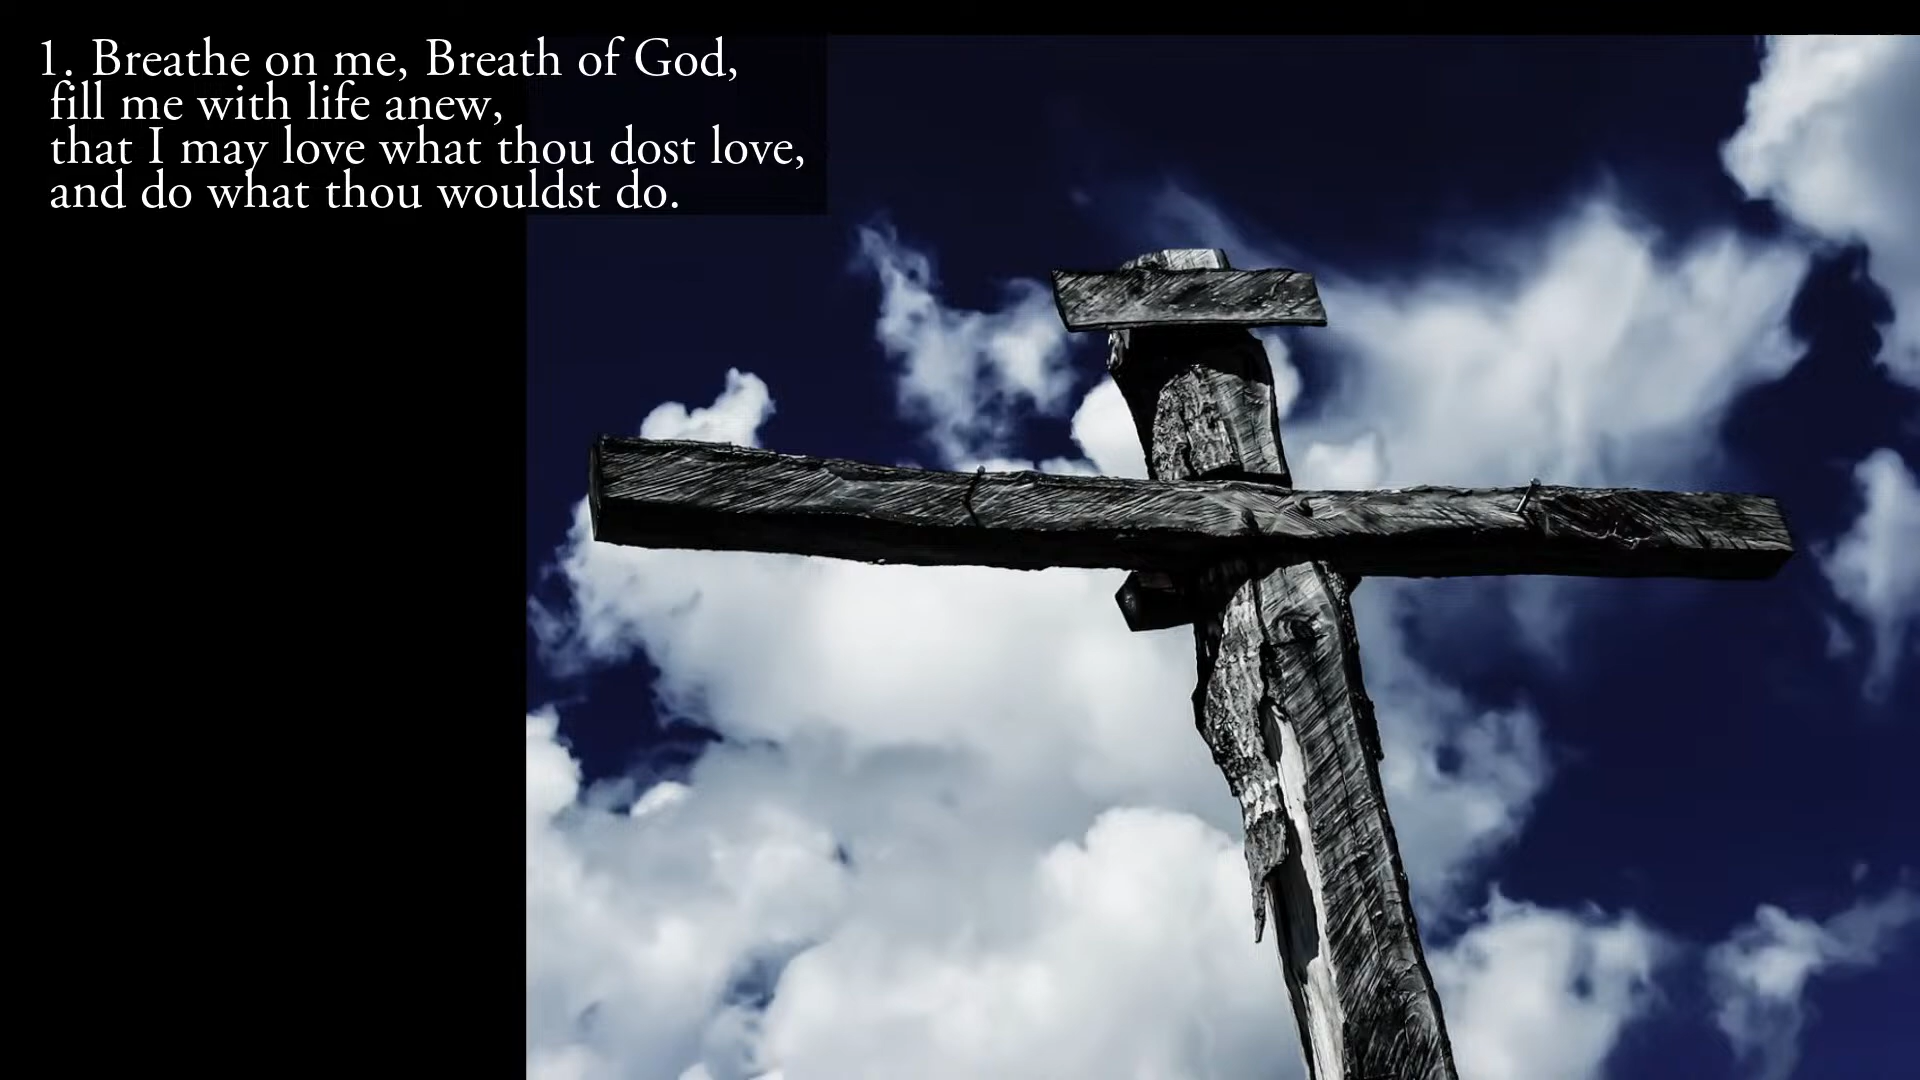 1. Breathe on me, Breath of God,
fill me with life anew,
that I may love what thou dost love,
and do what thou wouldst do.